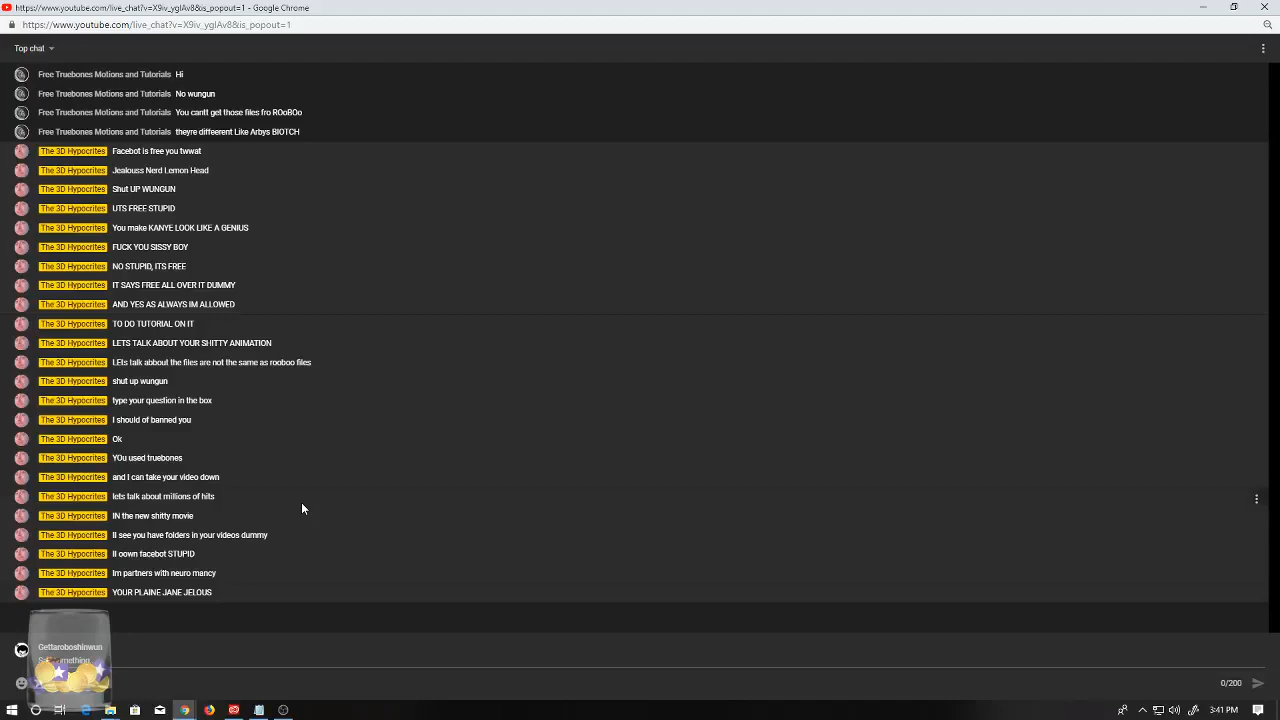 https://www.youtube.com/live_chat?v=X9iv_yglAv8&is_popout=1 - Google Chrome
https://www.youtube.com/live_chat?v=X9iv_yglAv8&is_popout=1
Top chat
Free Truebones Motions and Tutorials Hi
Free Truebones Motions and Tutorials No wungun
Free Truebones Motions and Tutorials You cantt get those files fro ROoBOo
Free Truebones Motions and Tutorials theyre diffeerent Like Arbys BIOTCH
The 3D Hypocrites Facebot is free you twwat
The 3D Hypocrites Jealouss Nerd Lemon Head
The 3D Hypocrites Shut UP WUNGUN
The 3D Hypocrites UTS FREE STUPID
The 3D Hypocrites You make KANYE LOOK LIKE A GENIUS
The 3D Hypocrites FUCK YOU SISSY BOY
The 3D Hypocrites NO STUPID, ITS FREE
The 3D Hypocrites IT SAYS FREE ALL OVER IT DUMMY
The 3D Hypocrites AND YES AS ALWAYS IM ALLOWED
The 3D Hypocrites TO DO TUTORIAL ON IT
The 3D Hypocrites LETS TALK ABOUT YOUR SHITTY ANIMATION
The 3D Hypocrites LEts talk abbout the files are not the same as rooboo files
The 3D Hypocrites shut up wungun
The 3D Hypocrites type your question in the box
The 3D Hypocrites I should of banned you
The 3D Hypocrites Ok
The 3D Hypocrites YOu used truebones
The 3D Hypocrites and I can take your video down
The 3D Hypocrites lets talk about millions of hits
The 3D Hypocrites IN the new shitty movie
The 3D Hypocrites II see you have folders in your videos dummy
The 3D Hypocrites II oown facebot STUPID
The 3D Hypocrites Im partners with neuro mancy
The 3D Hypocrites YOUR PLAINE JANE JELOUS
Gettaroboshinwun
0/200
3:41 PM